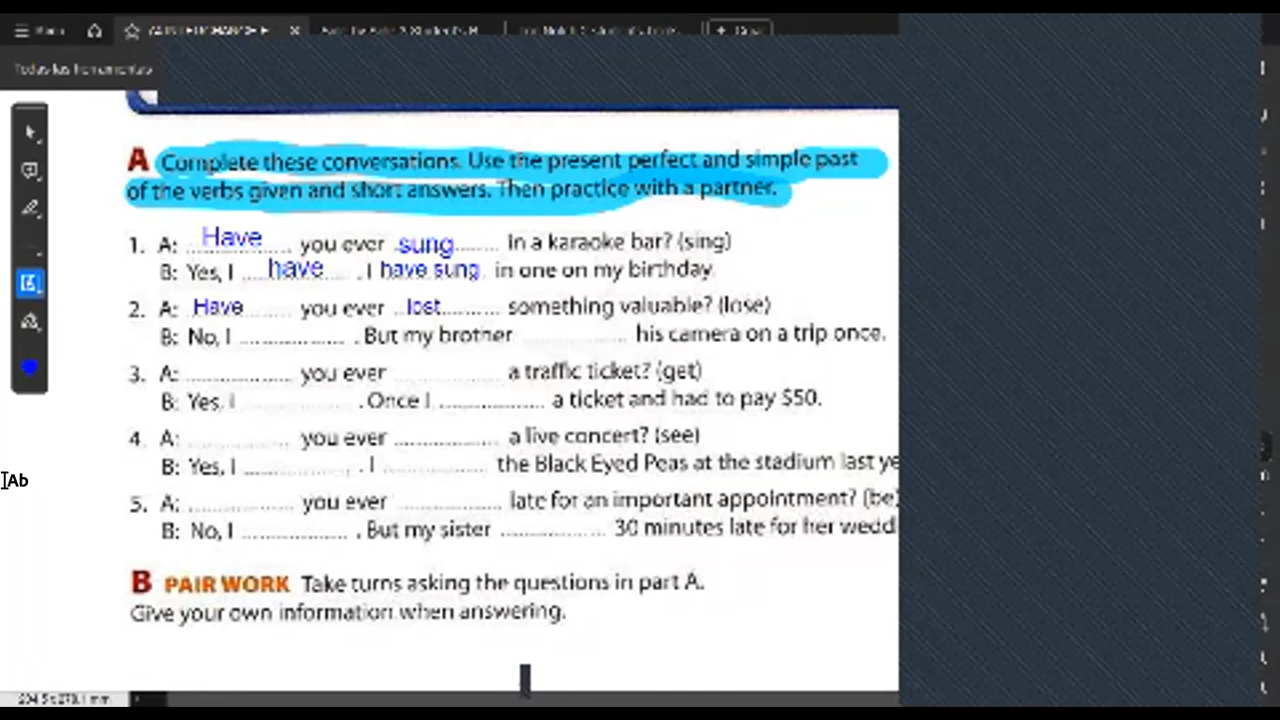 Todas las herramientas
A Complete these conversations. Use the present perfect and simple past
of the verbs given and short answers. Then practice with a partner.
1. A: Have you ever sung in a karaoke bar? (sing)
B: Yes, I have. I have sung in one on my birthday.
2. A: Have you ever lost something valuable? (lose)
B: No, I ................ . But my brother ................ his camera on a trip once.
3. A: ................ you ever ................ a traffic ticket? (get)
B: Yes, I ................ . Once I ................ a ticket and had to pay $50.
4. A: ................ you ever ................ a live concert? (see)
B: Yes, I ................ . I ................ the Black Eyed Peas at the stadium last ye
5. A: ................ you ever ................ late for an important appointment? (be)
B: No, I ................ . But my sister ................ 30 minutes late for her wedd
Ab
B PAIR WORK Take turns asking the questions in part A.
Give your own information when answering.